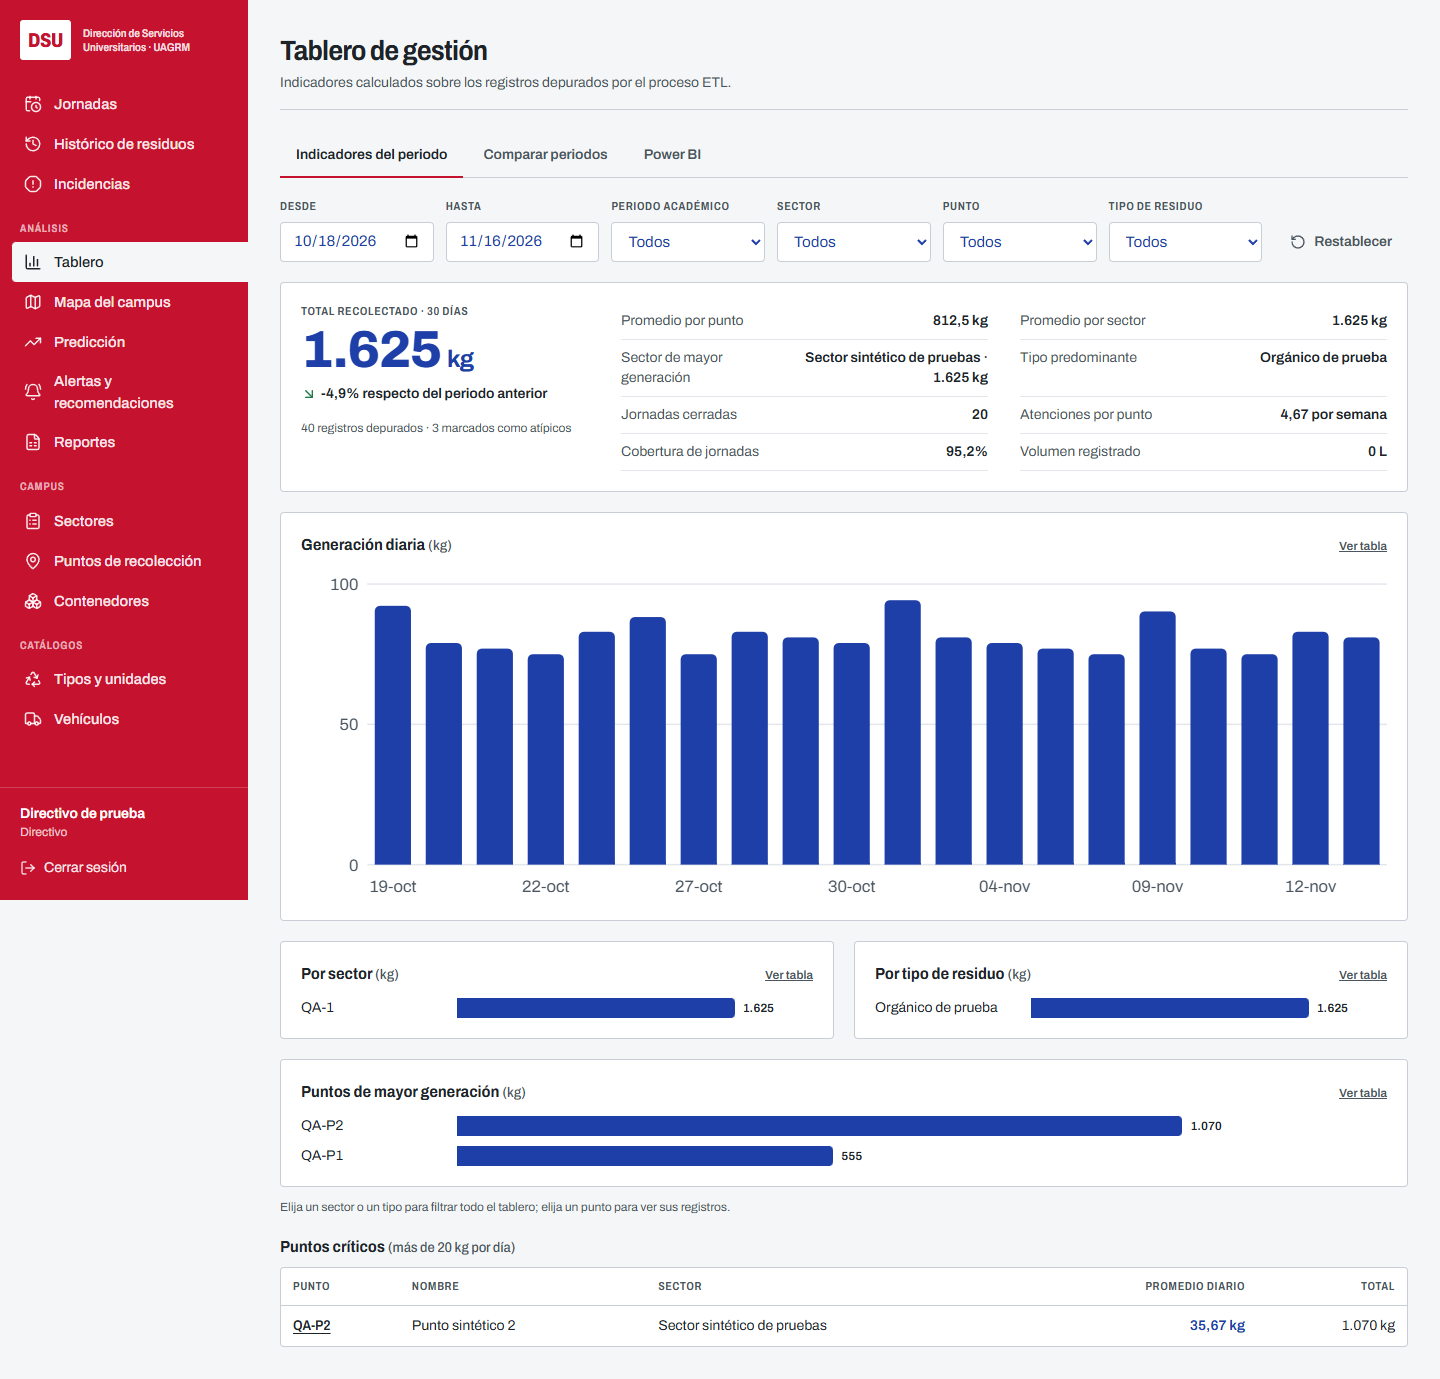 DSU
Dirección de Servicios
Universitarios · UAGRM
Jornadas
Histórico de residuos
Incidencias
ANÁLISIS
Tablero
Mapa del campus
Predicción
Alertas y
recomendaciones
Reportes
CAMPUS
Sectores
Puntos de recolección
Contenedores
CATÁLOGOS
Tipos y unidades
Vehículos
Directivo de prueba
Directivo
Cerrar sesión
Tablero de gestión
Indicadores calculados sobre los registros depurados por el proceso ETL.
Indicadores del periodo Comparar periodos Power BI
DESDE HASTA PERIODO ACADÉMICO SECTOR PUNTO TIPO DE RESIDUO
10/18/2026 11/16/2026 Todos Todos Todos Todos Restablecer
TOTAL RECOLECTADO · 30 DÍAS
1.625 kg
-4,9% respecto del periodo anterior
40 registros depurados · 3 marcados como atípicos
Promedio por punto 812,5 kg
Promedio por sector 1.625 kg
Sector de mayor generación Sector sintético de pruebas · 1.625 kg
Tipo predominante Orgánico de prueba
Jornadas cerradas 20
Atenciones por punto 4,67 por semana
Cobertura de jornadas 95,2%
Volumen registrado 0 L
Generación diaria (kg) Ver tabla
100
50
0
19-oct 22-oct 27-oct 30-oct 04-nov 09-nov 12-nov
Por sector (kg) Ver tabla
QA-1 1.625
Por tipo de residuo (kg) Ver tabla
Orgánico de prueba 1.625
Puntos de mayor generación (kg) Ver tabla
QA-P2 1.070
QA-P1 555
Elija un sector o un tipo para filtrar todo el tablero; elija un punto para ver sus registros.
Puntos críticos (más de 20 kg por día)
PUNTO NOMBRE SECTOR PROMEDIO DIARIO TOTAL
QA-P2 Punto sintético 2 Sector sintético de pruebas 35,67 kg 1.070 kg